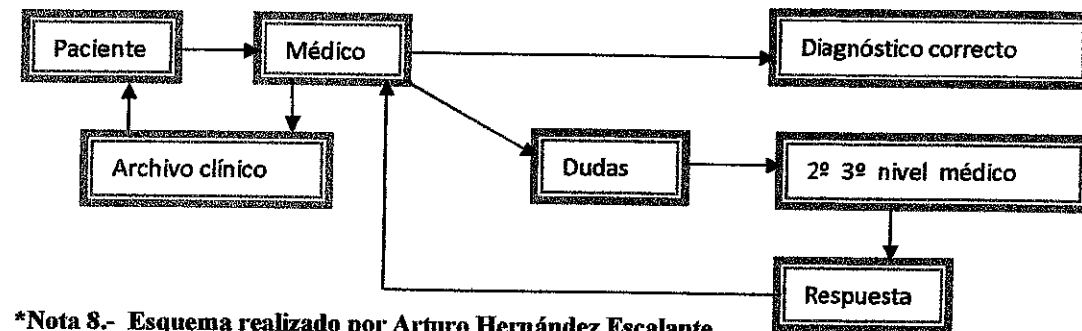 Paciente
Médico
Diagnóstico correcto
Archivo clínico
Dudas
2º 3º nivel médico
Respuesta
*Nota 8.- Esquema realizado por Arturo Hernández Escalante